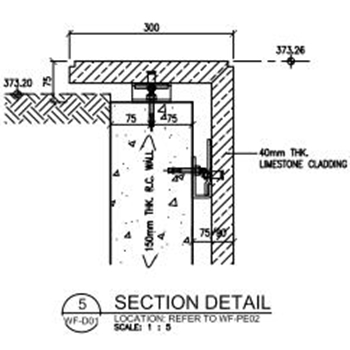 300
373.26
373.20
75
75 75
150mm THK. R.C. WALL
40mm THK.
LIMESTONE CLADDING
75/90
5
WF-D01
SECTION DETAIL
LOCATION: REFER TO WF-PE02
SCALE: 1 : 5